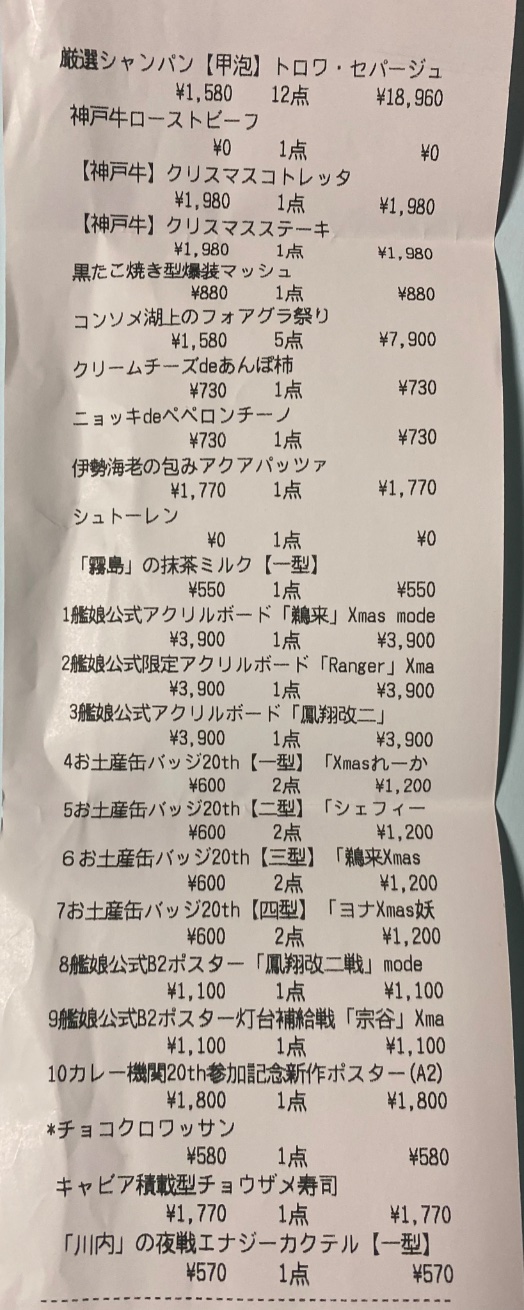 厳選シャンパン【甲泡】トロワ・セパージュ
¥1,580 12点 ¥18,960
神戸牛ローストビーフ
¥0 1点 ¥0
【神戸牛】クリスマスコトレッタ
¥1,980 1点 ¥1,980
【神戸牛】クリスマスステーキ
¥1,980 1点 ¥1,980
黒たこ焼き型爆装マッシュ
¥880 1点 ¥880
コンソメ湖上のフォアグラ祭り
¥1,580 5点 ¥7,900
クリームチーズdeあんぽ柿
¥730 1点 ¥730
ニョッキdeペペロンチーノ
¥730 1点 ¥730
伊勢海老の包みアクアパッツァ
¥1,770 1点 ¥1,770
シュトーレン
¥0 1点 ¥0
「霧島」の抹茶ミルク【一型】
¥550 1点 ¥550
1艦娘公式アクリルボード「鵜来」Xmas mode
¥3,900 1点 ¥3,900
2艦娘公式限定アクリルボード「Ranger」Xma
¥3,900 1点 ¥3,900
3艦娘公式アクリルボード「鳳翔改二」
¥3,900 1点 ¥3,900
4お土産缶バッジ20th【一型】「Xmasれーか
¥600 2点 ¥1,200
5お土産缶バッジ20th【二型】「シェフィー
¥600 2点 ¥1,200
6お土産缶バッジ20th【三型】「鵜来Xmas
¥600 2点 ¥1,200
7お土産缶バッジ20th【四型】「ヨナXmas妖
¥600 2点 ¥1,200
8艦娘公式B2ポスター「鳳翔改二戦」mode
¥1,100 1点 ¥1,100
9艦娘公式B2ポスター灯台補給戦「宗谷」Xma
¥1,100 1点 ¥1,100
10カレー機関20th参加記念新作ポスター(A2)
¥1,800 1点 ¥1,800
*チョコクロワッサン
¥580 1点 ¥580
キャビア積載型チョウザメ寿司
¥1,770 1点 ¥1,770
「川内」の夜戦エナジーカクテル【一型】
¥570 1点 ¥570